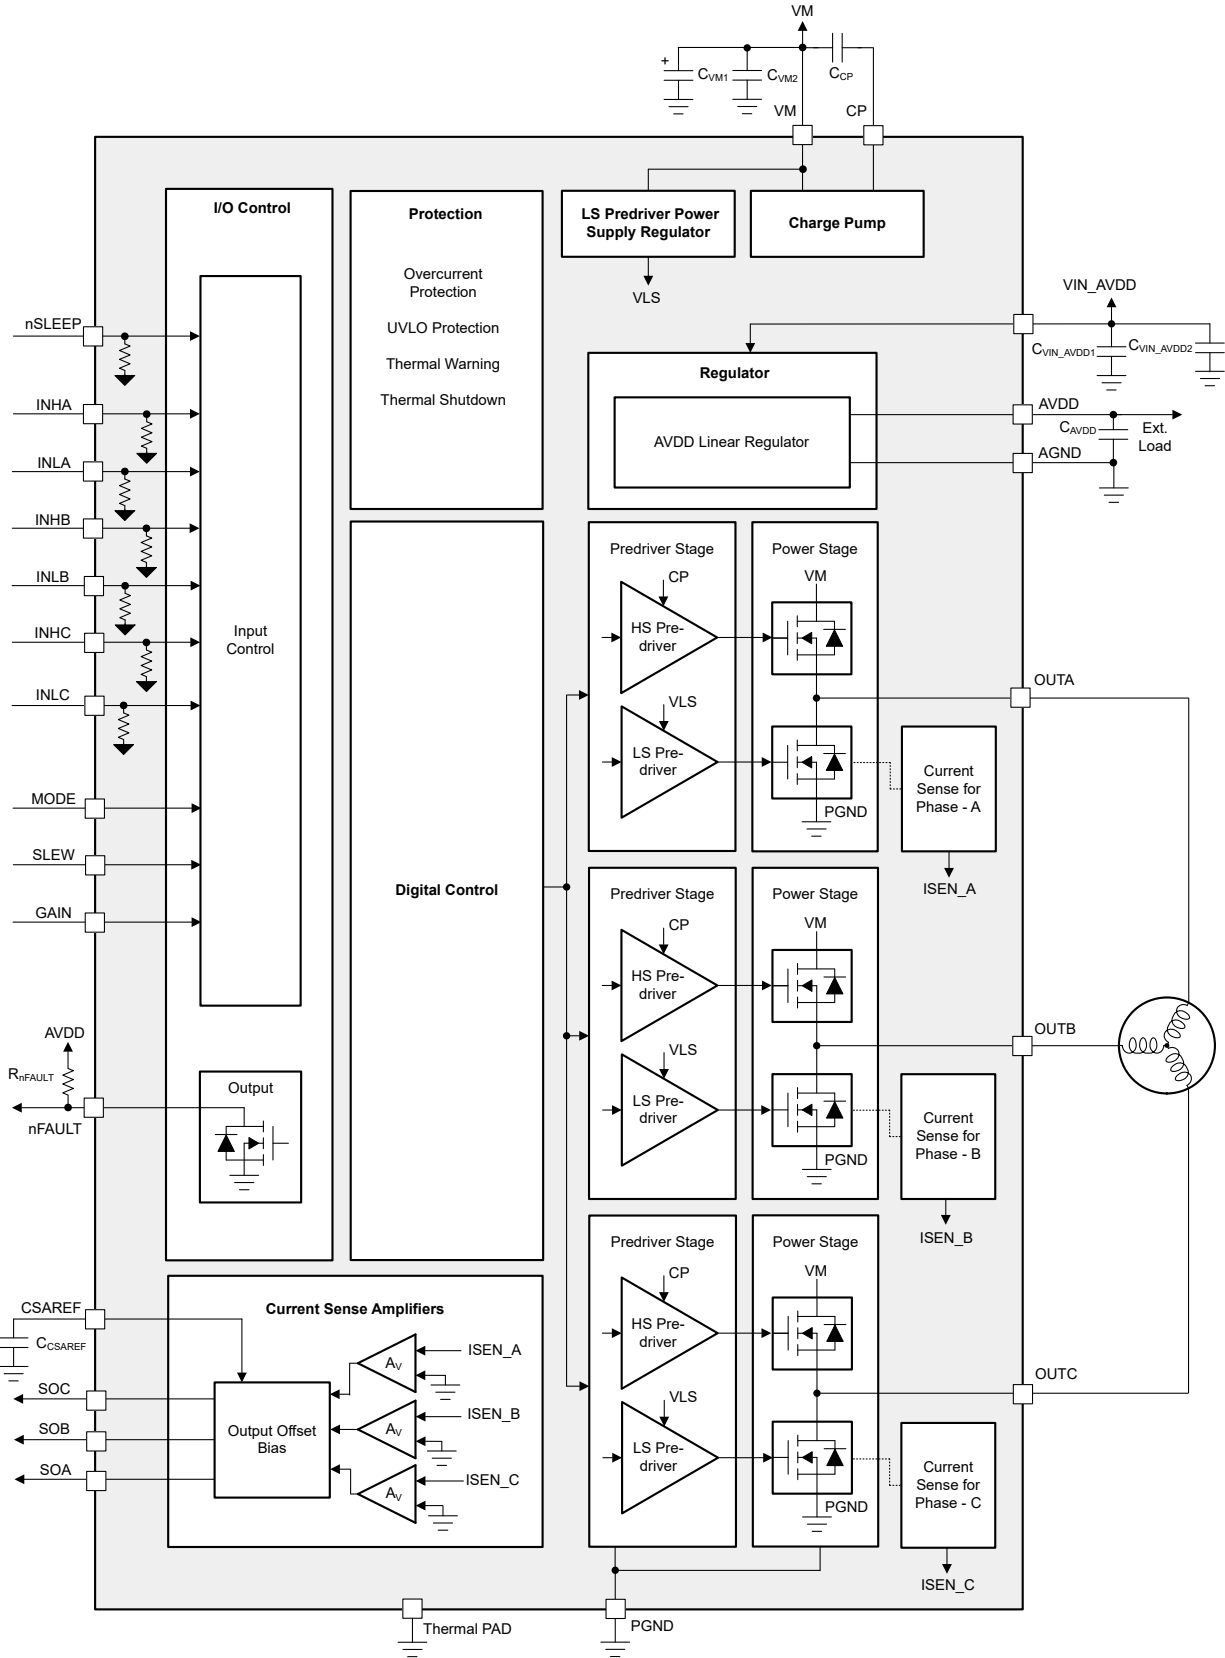 VM
+
CVM1
CVM2
CCP
VM
CP
I/O Control
Protection
Overcurrent
Protection
UVLO Protection
Thermal Warning
Thermal Shutdown
LS Predriver Power
Supply Regulator
VLS
Charge Pump
VIN_AVDD
CVIN_AVDD1
CVIN_AVDD2
Regulator
AVDD Linear Regulator
AVDD
CAVDD
Ext.
Load
AGND
nSLEEP
INHA
INLA
INHB
INLB
INHC
INLC
MODE
SLEW
GAIN
Input
Control
AVDD
RnFAULT
nFAULT
Output
Digital Control
Predriver Stage
CP
HS Pre-
driver
VLS
LS Pre-
driver
Power Stage
VM
PGND
OUTA
Current
Sense for
Phase - A
ISEN_A
Predriver Stage
CP
HS Pre-
driver
VLS
LS Pre-
driver
Power Stage
VM
PGND
OUTB
Current
Sense for
Phase - B
ISEN_B
Predriver Stage
CP
HS Pre-
driver
VLS
LS Pre-
driver
Power Stage
VM
PGND
OUTC
Current
Sense for
Phase - C
ISEN_C
CSAREF
CCSAREF
SOC
SOB
SOA
Current Sense Amplifiers
Output Offset
Bias
AV
ISEN_A
AV
ISEN_B
AV
ISEN_C
Thermal PAD
PGND